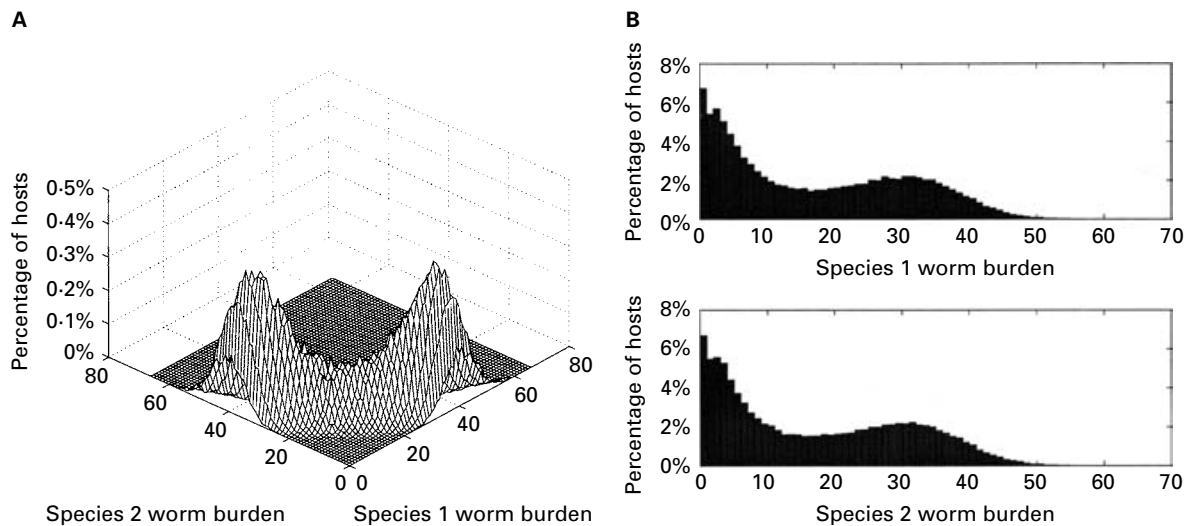 A
Percentage of hosts
0·5%
0·4%
0·3%
0·2%
0·1%
0%
80
60
40
20
0 0
20
40
60
80
Species 2 worm burden
Species 1 worm burden
B
Percentage of hosts
8%
6%
4%
2%
0%
0 10 20 30 40 50 60 70
Species 1 worm burden
Percentage of hosts
8%
6%
4%
2%
0%
0 10 20 30 40 50 60 70
Species 2 worm burden